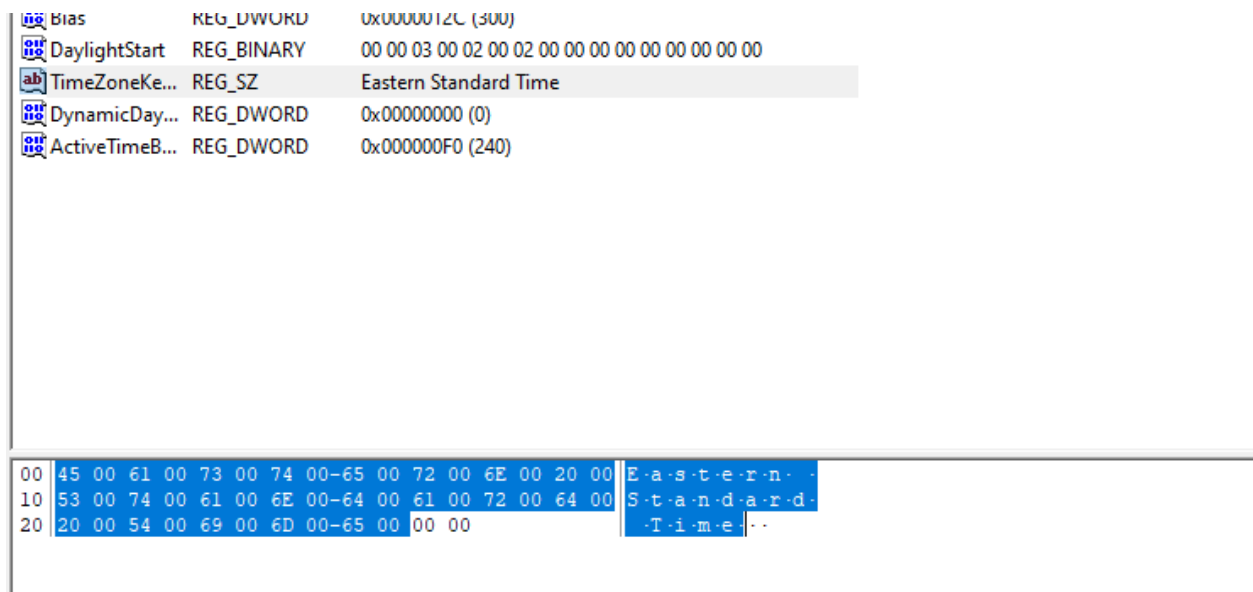 Bias REG_DWORD 0x0000012C (300)
DaylightStart REG_BINARY 00 00 03 00 02 00 02 00 00 00 00 00 00 00 00 00
TimeZoneKe... REG_SZ Eastern Standard Time
DynamicDay... REG_DWORD 0x00000000 (0)
ActiveTimeB... REG_DWORD 0x000000F0 (240)
00 45 00 61 00 73 00 74 00-65 00 72 00 6E 00 20 00 E·a·s·t·e·r·n· ·
10 53 00 74 00 61 00 6E 00-64 00 61 00 72 00 64 00 S·t·a·n·d·a·r·d·
20 20 00 54 00 69 00 6D 00-65 00 00 00 ·T·i·m·e···